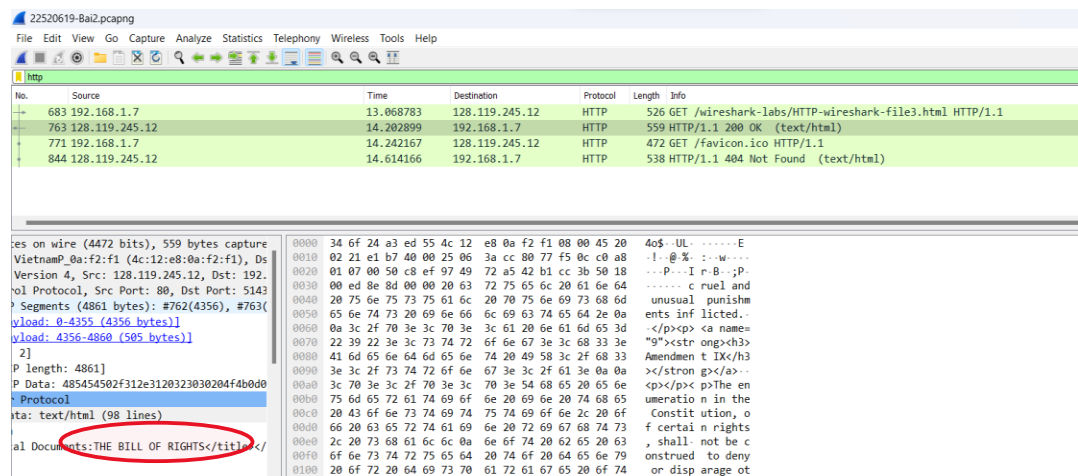 22520619-Bai2.pcapng
File Edit View Go Capture Analyze Statistics Telephony Wireless Tools Help
http
No. Source Time Destination Protocol Length Info
683 192.168.1.7 13.068783 128.119.245.12 HTTP 526 GET /wireshark-labs/HTTP-wireshark-file3.html HTTP/1.1
763 128.119.245.12 14.202899 192.168.1.7 HTTP 559 HTTP/1.1 200 OK (text/html)
771 192.168.1.7 14.242167 128.119.245.12 HTTP 472 GET /favicon.ico HTTP/1.1
844 128.119.245.12 14.614166 192.168.1.7 HTTP 538 HTTP/1.1 404 Not Found (text/html)
es on wire (4472 bits), 559 bytes capture
VietnamP_0a:f2:f1 (4c:12:e8:0a:f2:f1), Ds
Version 4, Src: 128.119.245.12, Dst: 192.
ol Protocol, Src Port: 80, Dst Port: 5143
P Segments (4861 bytes): #762(4356), #763(
yload: 0-4355 (4356 bytes)]
yload: 4356-4860 (505 bytes)]
2]
P length: 4861]
P Data: 485454502f312e3120323030204f4b0d0
Protocol
ata: text/html (98 lines)
al Documents:THE BILL OF RIGHTS</title></
0000 34 6f 24 a3 ed 55 4c 12 e8 0a f2 f1 08 00 45 20 4o$··UL· ······E
0010 02 21 e1 b7 40 00 25 06 3a cc 80 77 f5 0c c0 a8 ·!··@·%· :··w····
0020 01 07 00 50 c8 ef 97 49 72 a5 42 b1 cc 3b 50 18 ···P···I r·B··;P·
0030 00 ed 8e 8d 00 00 20 63 72 75 65 6c 20 61 6e 64 ······ c ruel and
0040 20 75 6e 75 73 75 61 6c 20 70 75 6e 69 73 68 6d unusual punishm
0050 65 6e 74 73 20 69 6e 66 6c 69 63 74 65 64 2e 0a ents inf licted.·
0060 0a 3c 2f 70 3e 3c 70 3e 3c 61 20 6e 61 6d 65 3d ·</p><p> <a name=
0070 22 39 22 3e 3c 73 74 72 6f 6e 67 3e 3c 68 33 3e "9"><str ong><h3>
0080 41 6d 65 6e 64 6d 65 6e 74 20 49 58 3c 2f 68 33 Amendmen t IX</h3
0090 3e 3c 2f 73 74 72 6f 6e 67 3e 3c 2f 61 3e 0a 0a ></stron g></a>··
00a0 3c 70 3e 3c 2f 70 3e 3c 70 3e 54 68 65 20 65 6e <p></p>< p>The en
00b0 75 6d 65 72 61 74 69 6f 6e 20 69 6e 20 74 68 65 umeratio n in the
00c0 20 43 6f 6e 73 74 69 74 75 74 69 6f 6e 2c 20 6f Constit ution, o
00d0 66 20 63 65 72 74 61 69 6e 20 72 69 67 68 74 73 f certai n rights
00e0 2c 20 73 68 61 6c 6c 0a 6e 6f 74 20 62 65 20 63 , shall· not be c
00f0 6f 6e 73 74 72 75 65 64 20 74 6f 20 64 65 6e 79 onstrued to deny
0100 20 6f 72 20 64 69 73 70 61 72 61 67 65 20 6f 74 or disp arage ot